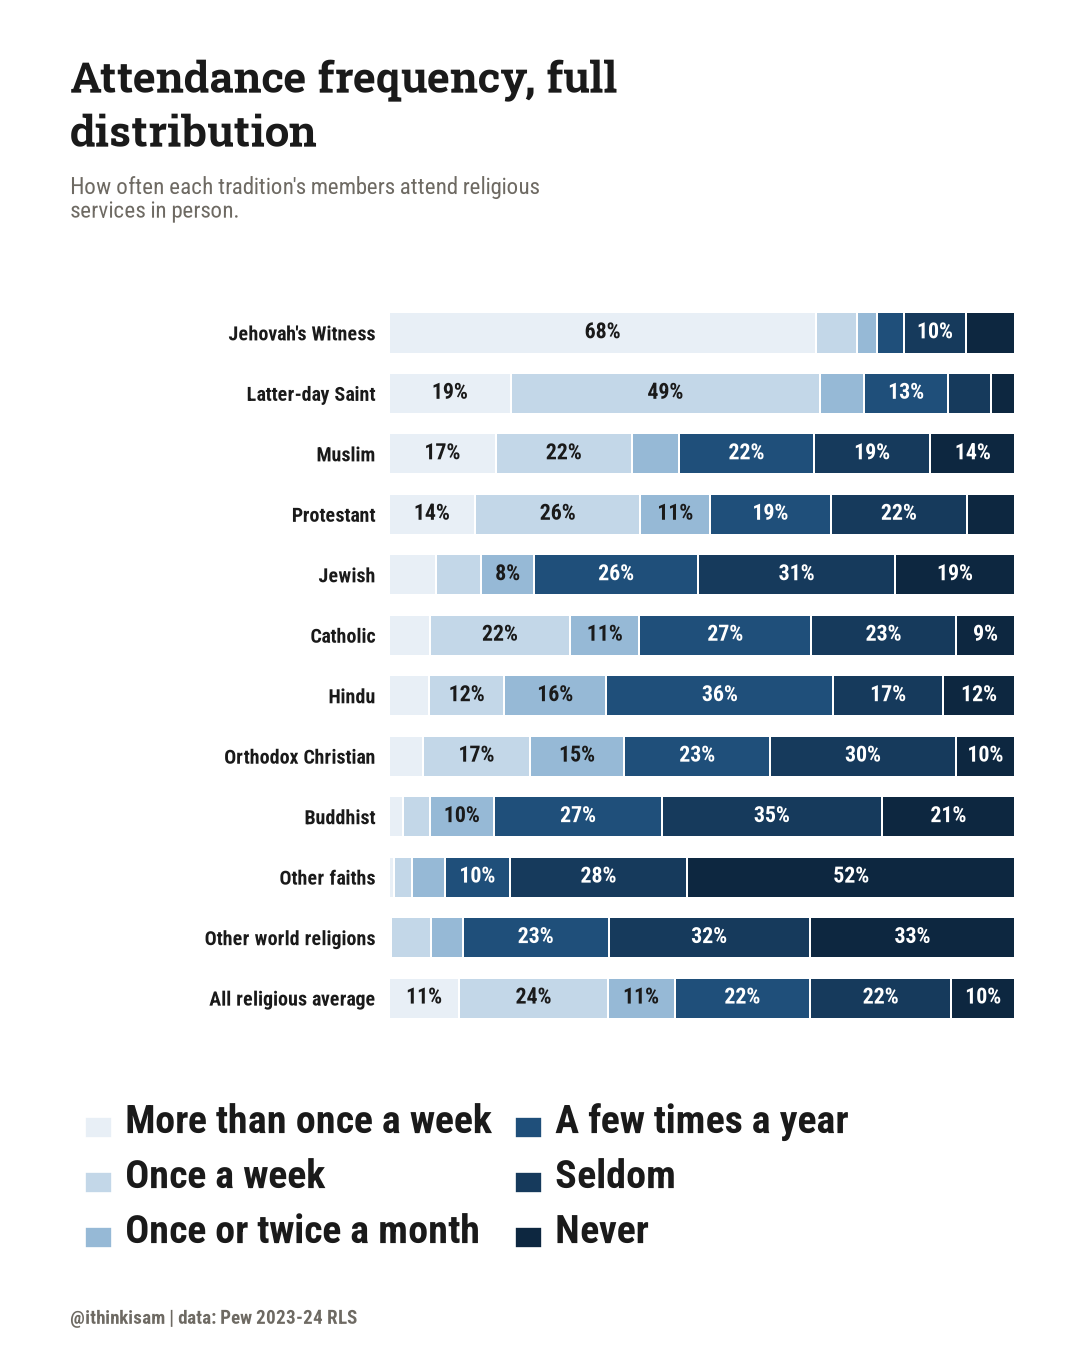 Attendance frequency, full
distribution
How often each tradition's members attend religious
services in person.
Jehovah's Witness 68% 10%
Latter-day Saint 19% 49% 13%
Muslim 17% 22% 22% 19% 14%
Protestant 14% 26% 11% 19% 22%
Jewish 8% 26% 31% 19%
Catholic 22% 11% 27% 23% 9%
Hindu 12% 16% 36% 17% 12%
Orthodox Christian 17% 15% 23% 30% 10%
Buddhist 10% 27% 35% 21%
Other faiths 10% 28% 52%
Other world religions 23% 32% 33%
All religious average 11% 24% 11% 22% 22% 10%
More than once a week A few times a year
Once a week Seldom
Once or twice a month Never
@ithinkisam | data: Pew 2023-24 RLS